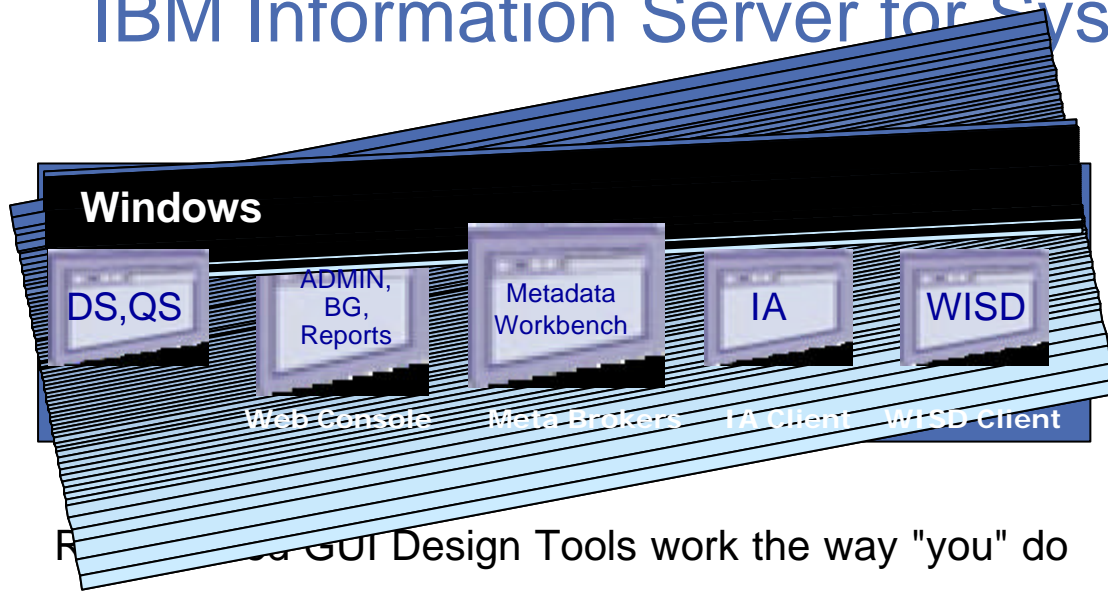 IBM Information Server for Sys
Windows
DS,QS
ADMIN,
BG,
Reports
Metadata
Workbench
IA
WISD
Web Console
Meta Brokers
IA Client
WISD Client
GUI Design Tools work the way "you" do